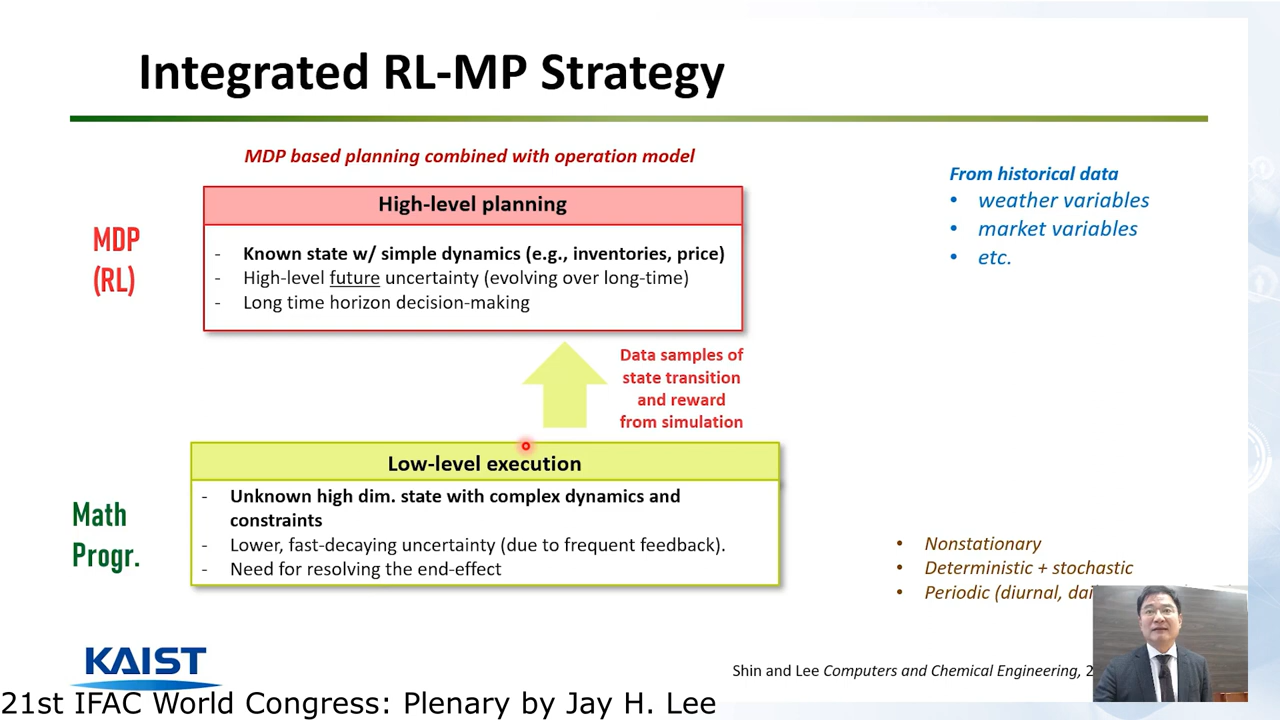 Integrated RL-MP Strategy
MDP based planning combined with operation model
High-level planning
MDP
(RL)
- Known state w/ simple dynamics (e.g., inventories, price)
- High-level future uncertainty (evolving over long-time)
- Long time horizon decision-making
From historical data
• weather variables
• market variables
• etc.
Data samples of
state transition
and reward
from simulation
Low-level execution
Math
Progr.
- Unknown high dim. state with complex dynamics and
constraints
- Lower, fast-decaying uncertainty (due to frequent feedback).
- Need for resolving the end-effect
• Nonstationary
• Deterministic + stochastic
• Periodic (diurnal,
KAIST
Shin and Lee Computers and Chemical Engineering,
21st IFAC World Congress: Plenary by Jay H. Lee